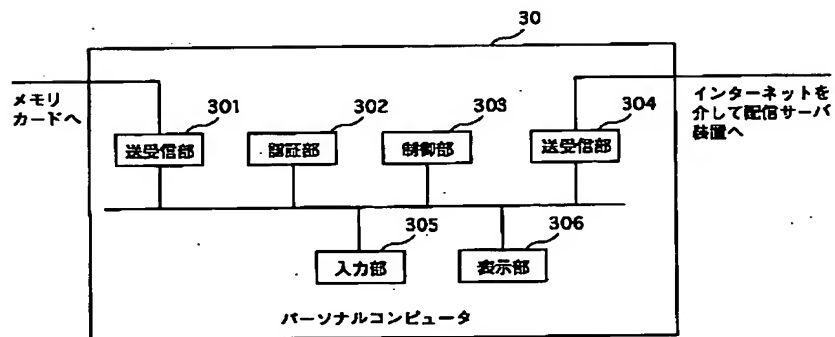 30
メモリ
カードへ
301
302
303
304
インターネットを
介して配信サーバ
装置へ
送受信部
認証部
制御部
送受信部
305
306
入力部
表示部
パーソナルコンピュータ